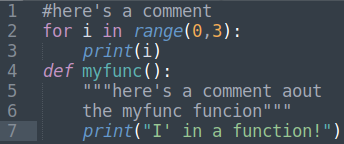 1 #here's a comment
2 for i in range(0,3):
3     print(i)
4 def myfunc():
5     """here's a comment aout
6     the myfunc funcion"""
7     print("I' in a function!")